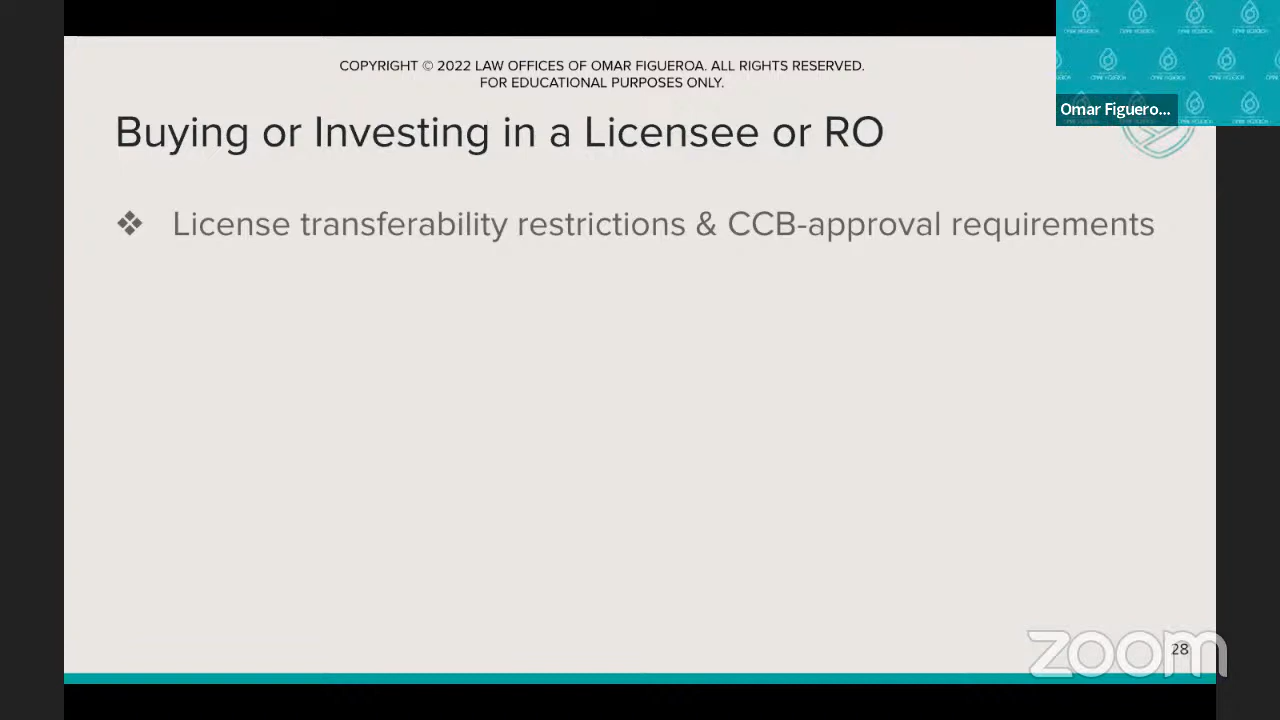 COPYRIGHT © 2022 LAW OFFICES OF OMAR FIGUEROA. ALL RIGHTS RESERVED.
FOR EDUCATIONAL PURPOSES ONLY.
Omar Figuero...
Buying or Investing in a Licensee or RO
❖ License transferability restrictions & CCB-approval requirements
28
zoom